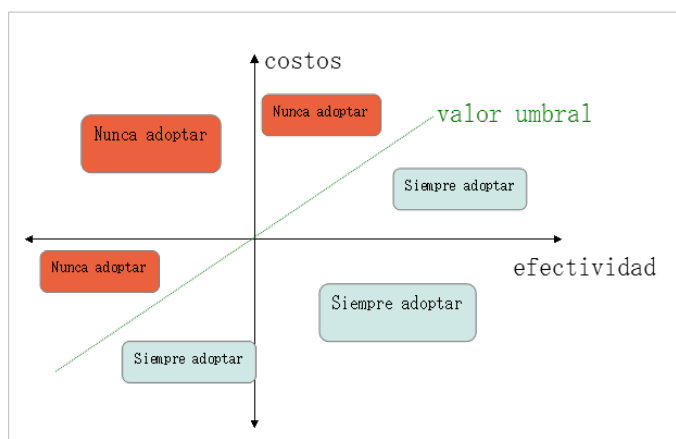 costos
Nunca adoptar
Nunca adoptar
valor umbral
Siempre adoptar
Nunca adoptar
efectividad
Siempre adoptar
Siempre adoptar